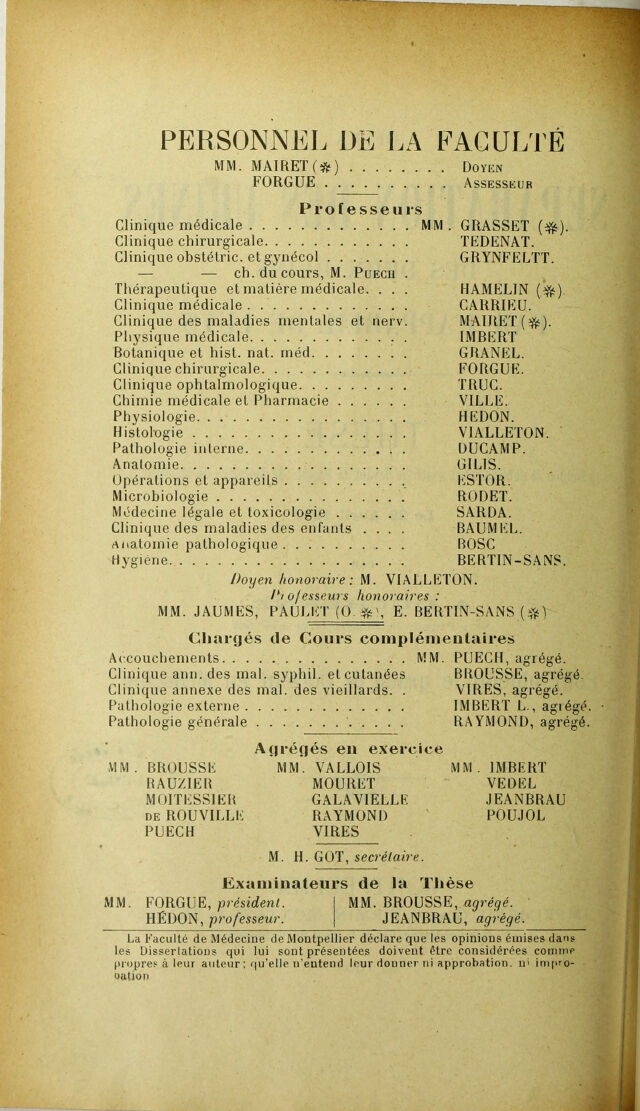 PERSONNEL DE LA FACULTÉ
MM. MAIRET (✻) . . . . . . . . DOYEN
FORGUE . . . . . . . . . . ASSESSEUR
Professeurs
Clinique médicale . . . . . . . . . . . . . MM. GRASSET (✻).
Clinique chirurgicale. . . . . . . . . . . . TEDENAT.
Clinique obstétric. et gynécol . . . . . . . GRYNFELTT.
— — ch. du cours, M. PUECH .
Thérapeutique et matière médicale. . . . HAMELIN (✻)
Clinique médicale . . . . . . . . . . . . . CARRIEU.
Clinique des maladies mentales et nerv. MAIRET (✻).
Physique médicale. . . . . . . . . . . . . IMBERT
Botanique et hist. nat. méd. . . . . . . . GRANEL.
Clinique chirurgicale. . . . . . . . . . . . FORGUE.
Clinique ophtalmologique. . . . . . . . . TRUC.
Chimie médicale et Pharmacie . . . . . . VILLE.
Physiologie. . . . . . . . . . . . . . . . . HEDON.
Histologie . . . . . . . . . . . . . . . . . VIALLETON.
Pathologie interne. . . . . . . . . . . . . DUCAMP.
Anatomie. . . . . . . . . . . . . . . . . . GILIS.
Opérations et appareils . . . . . . . . . . ESTOR.
Microbiologie . . . . . . . . . . . . . . . RODET.
Médecine légale et toxicologie . . . . . . SARDA.
Clinique des maladies des enfants . . . . BAUMEL.
Anatomie pathologique . . . . . . . . . . BOSC
Hygiène. . . . . . . . . . . . . . . . . . . BERTIN-SANS.
Doyen honoraire : M. VIALLETON.
Professeurs honoraires :
MM. JAUMES, PAULET (O. ✻), E. BERTIN-SANS (✻)
Chargés de Cours complémentaires
Accouchements. . . . . . . . . . . . . . . MM. PUECH, agrégé.
Clinique ann. des mal. syphil. et cutanées BROUSSE, agrégé.
Clinique annexe des mal. des vieillards. . VIRES, agrégé.
Pathologie externe . . . . . . . . . . . . . IMBERT L., agrégé.
Pathologie générale . . . . . . . . . . . . RAYMOND, agrégé.
Agrégés en exercice
MM. BROUSSE MM. VALLOIS MM. IMBERT
RAUZIER MOURET VEDEL
MOITESSIER GALAVIELLE JEANBRAU
DE ROUVILLE RAYMOND POUJOL
PUECH VIRES
M. H. GOT, secrétaire.
Examinateurs de la Thèse
MM. FORGUE, président. MM. BROUSSE, agrégé.
HÉDON, professeur. JEANBRAU, agrégé.
La Faculté de Médecine de Montpellier déclare que les opinions émises dans
les Dissertations qui lui sont présentées doivent être considérées comme
propres à leur auteur ; qu'elle n'entend leur donner ni approbation, ni impro-
bation